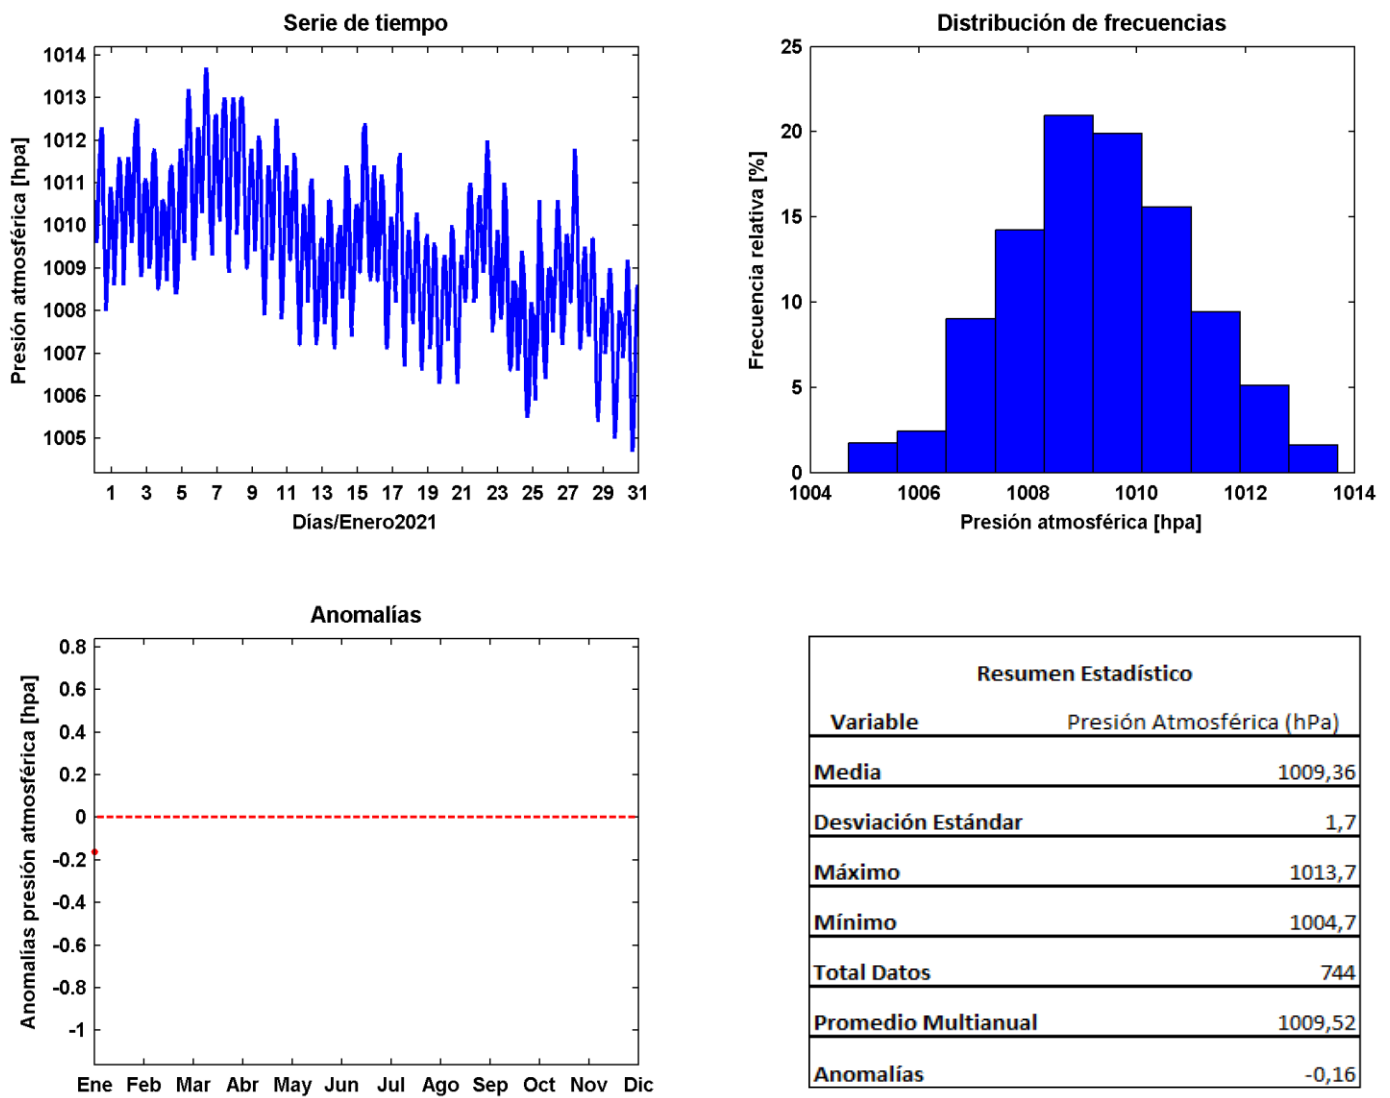 Serie de tiempo
Presión atmosférica [hpa]
1014
1013
1012
1011
1010
1009
1008
1007
1006
1005
1 3 5 7 9 11 13 15 17 19 21 23 25 27 29 31
Días/Enero2021
Distribución de frecuencias
Frecuencia relativa [%]
25
20
15
10
5
0
1004 1006 1008 1010 1012 1014
Presión atmosférica [hpa]
Anomalías
Anomalías presión atmosférica [hpa]
0.8
0.6
0.4
0.2
0
-0.2
-0.4
-0.6
-0.8
-1
Ene Feb Mar Abr May Jun Jul Ago Sep Oct Nov Dic
Resumen Estadístico
Variable Presión Atmosférica (hPa)
Media 1009,36
Desviación Estándar 1,7
Máximo 1013,7
Mínimo 1004,7
Total Datos 744
Promedio Multianual 1009,52
Anomalías -0,16